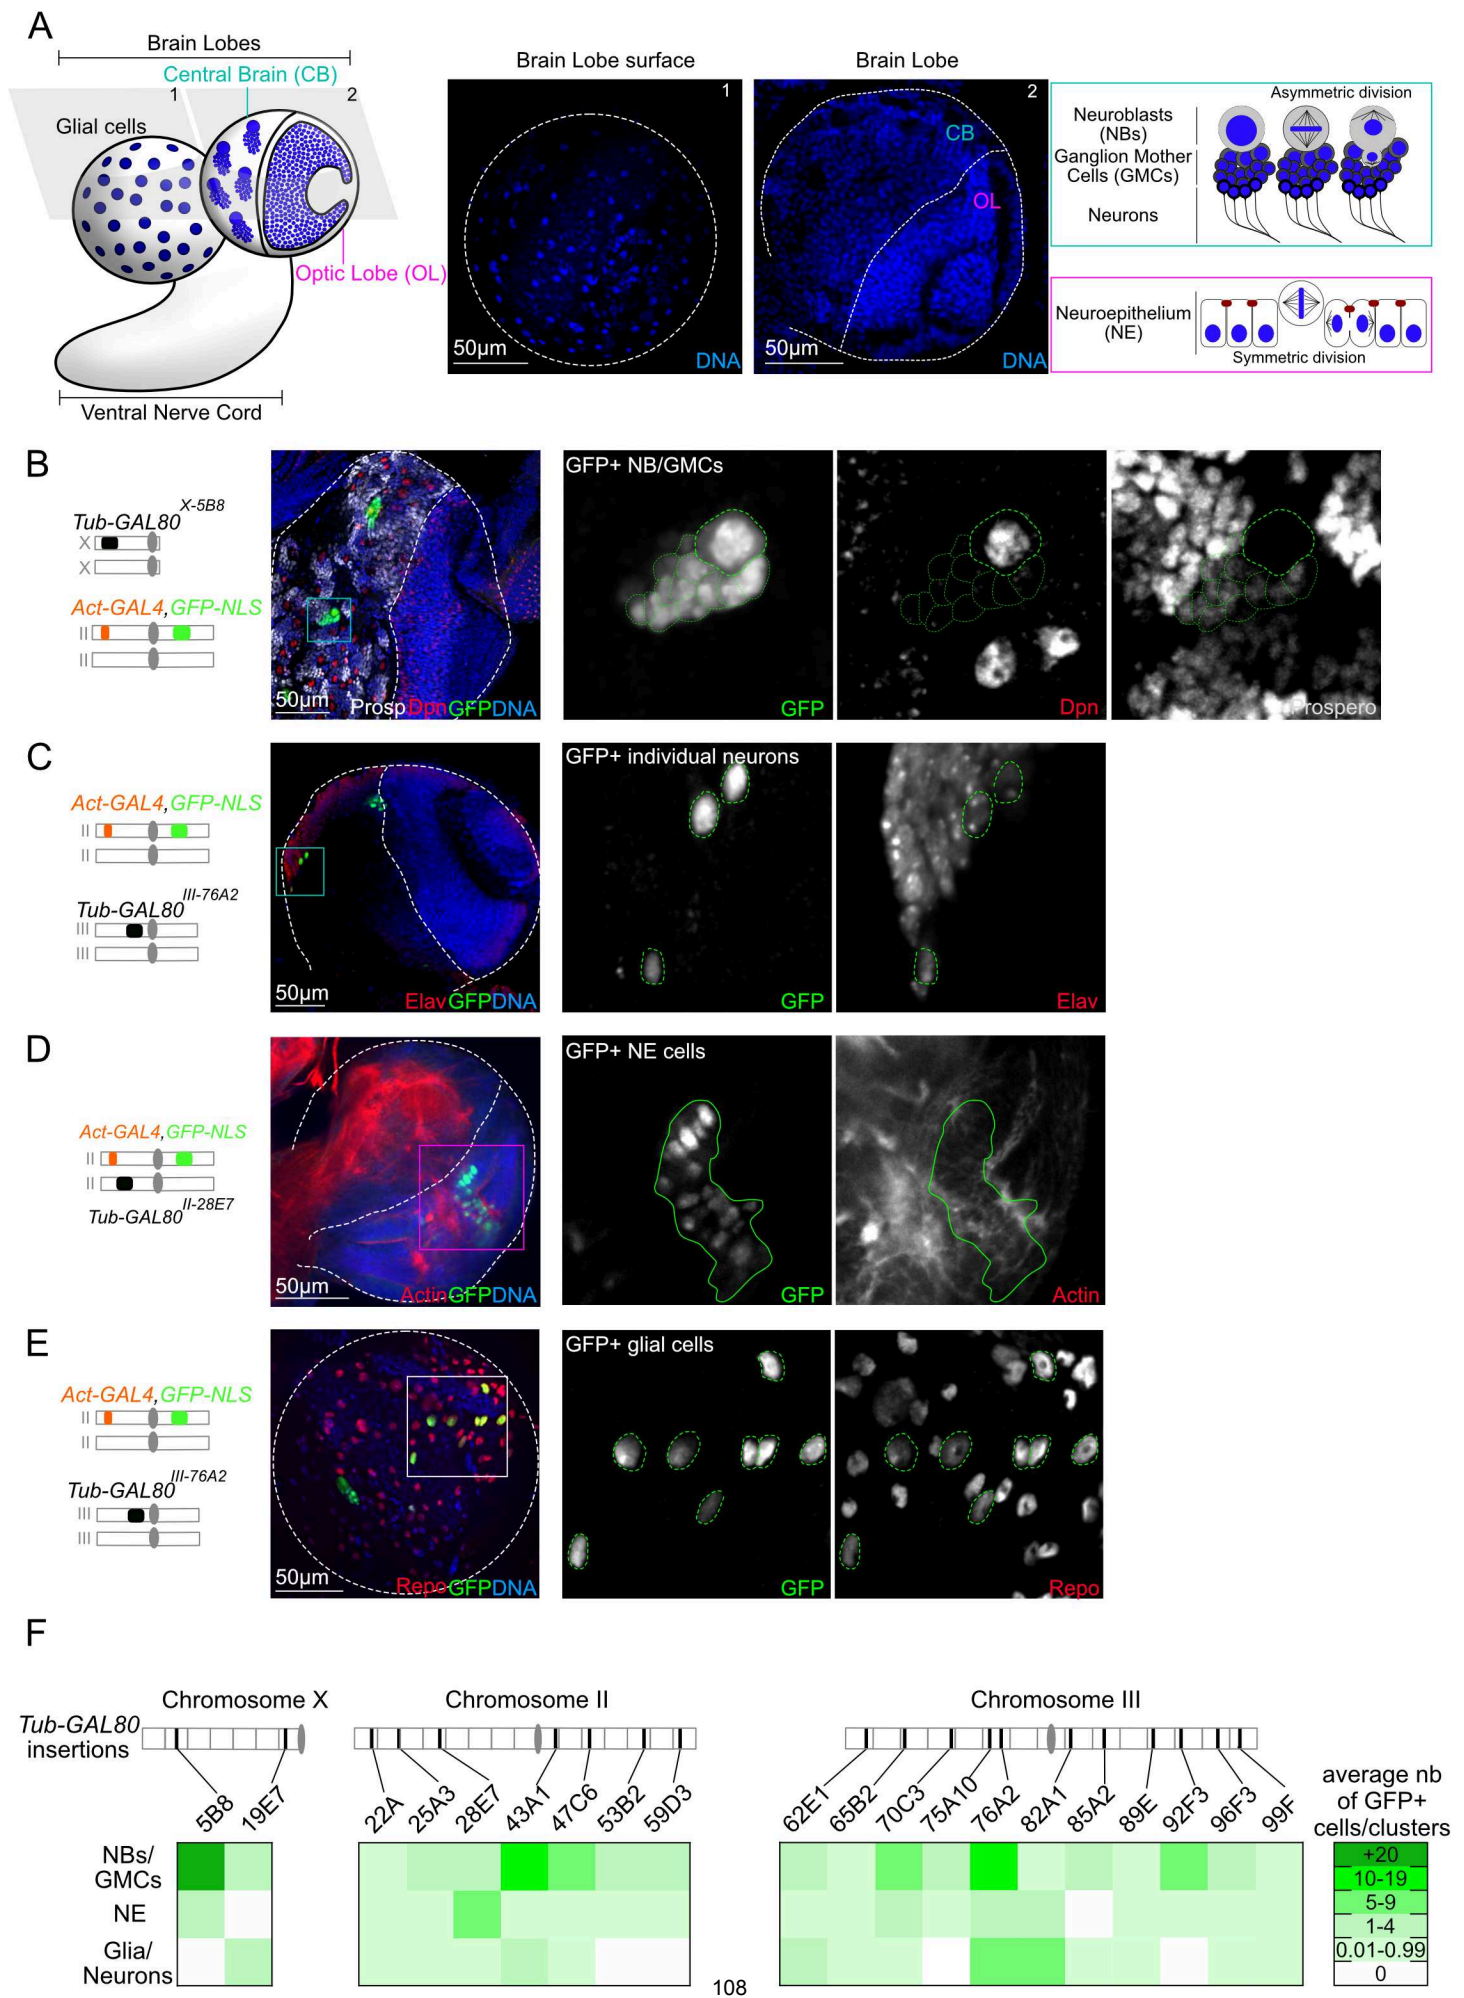 A
Brain Lobes
Central Brain (CB)
1
2
Glial cells
Optic Lobe (OL)
Ventral Nerve Cord
Brain Lobe surface
1
50µm
DNA
Brain Lobe
2
CB
OL
50µm
DNA
Asymmetric division
Neuroblasts
(NBs)
Ganglion Mother
Cells (GMCs)
Neurons
Neuroepithelium
(NE)
Symmetric division
B
Tub-GAL80 X-5B8
X
X
Act-GAL4,GFP-NLS
II
II
50µm
ProspDpnGFPDNA
GFP+ NB/GMCs
GFP
Dpn
Prospero
C
Act-GAL4,GFP-NLS
II
II
Tub-GAL80 III-76A2
III
III
50µm
ElavGFPDNA
GFP+ individual neurons
GFP
Elav
D
Act-GAL4,GFP-NLS
II
II
Tub-GAL80 II-28E7
50µm
ActinGFPDNA
GFP+ NE cells
GFP
Actin
E
Act-GAL4,GFP-NLS
II
II
Tub-GAL80 III-76A2
III
III
50µm
RepoGFPDNA
GFP+ glial cells
GFP
Repo
F
Chromosome X
Chromosome II
Chromosome III
Tub-GAL80
insertions
5B8
19E7
22A
25A3
28E7
43A1
47C6
53B2
59D3
62E1
65B2
70C3
75A10
76A2
82A1
85A2
89E
92F3
96F3
99F
average nb
of GFP+
cells/clusters
NBs/
GMCs
NE
Glia/
Neurons
+20
10-19
5-9
1-4
0.01-0.99
0
108